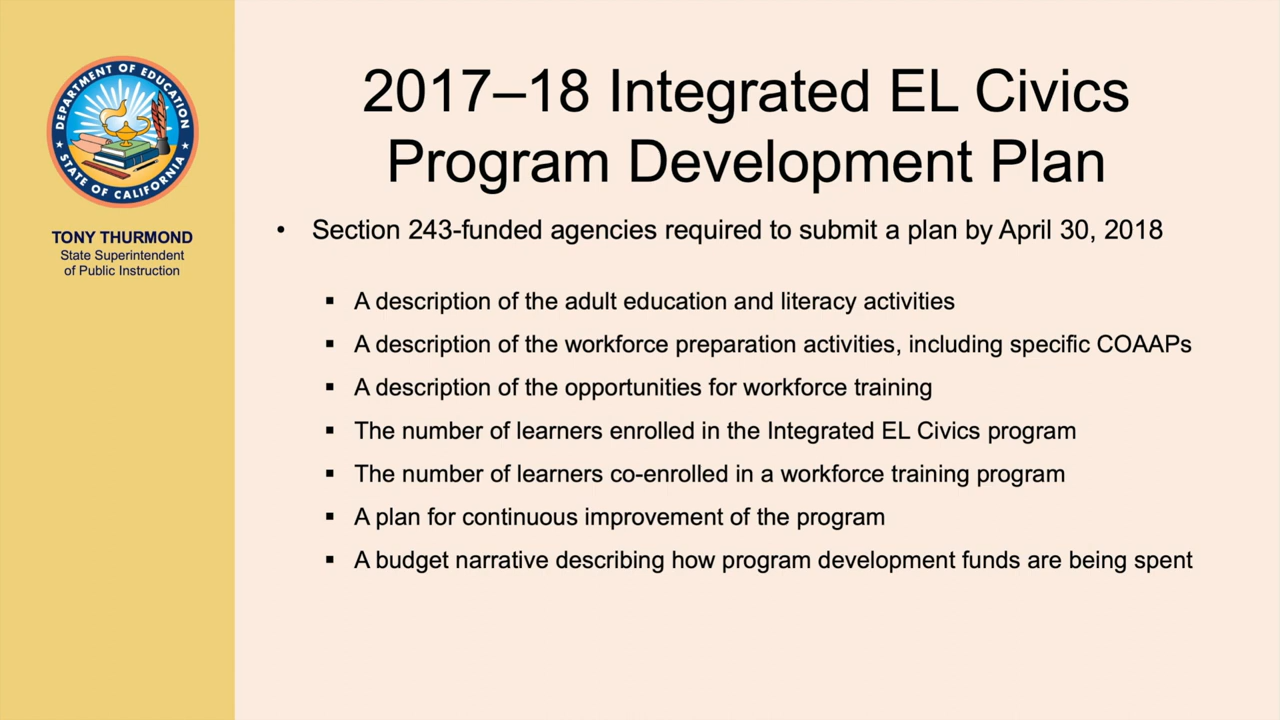 DEPARTMENT OF EDUCATION
STATE OF CALIFORNIA
TONY THURMOND
State Superintendent
of Public Instruction
2017–18 Integrated EL Civics
Program Development Plan
• Section 243-funded agencies required to submit a plan by April 30, 2018
▪ A description of the adult education and literacy activities
▪ A description of the workforce preparation activities, including specific COAAPs
▪ A description of the opportunities for workforce training
▪ The number of learners enrolled in the Integrated EL Civics program
▪ The number of learners co-enrolled in a workforce training program
▪ A plan for continuous improvement of the program
▪ A budget narrative describing how program development funds are being spent